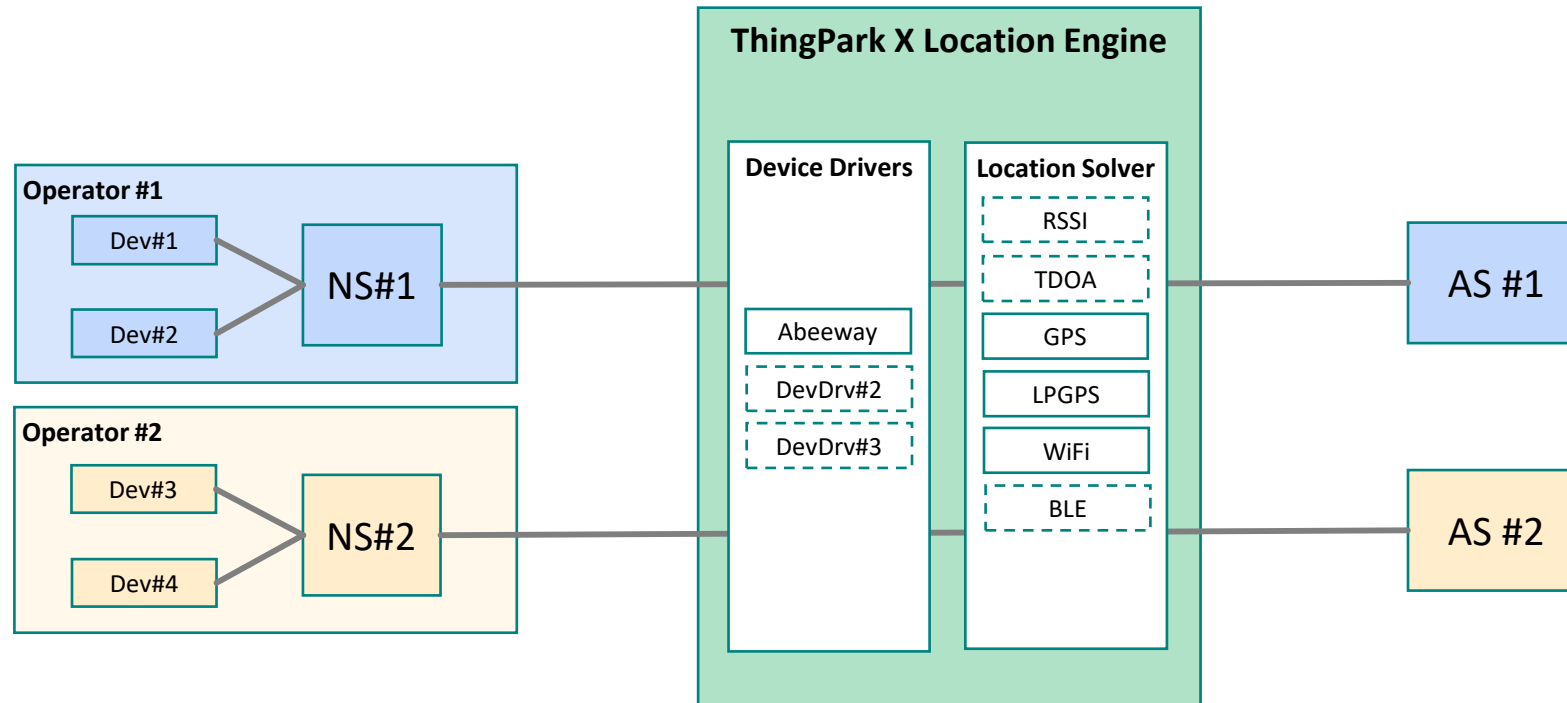 ThingPark X Location Engine
Operator #1
Dev#1
Dev#2
NS#1
Operator #2
Dev#3
Dev#4
NS#2
Device Drivers
Abeeway
DevDrv#2
DevDrv#3
Location Solver
RSSI
TDOA
GPS
LPGPS
WiFi
BLE
AS #1
AS #2